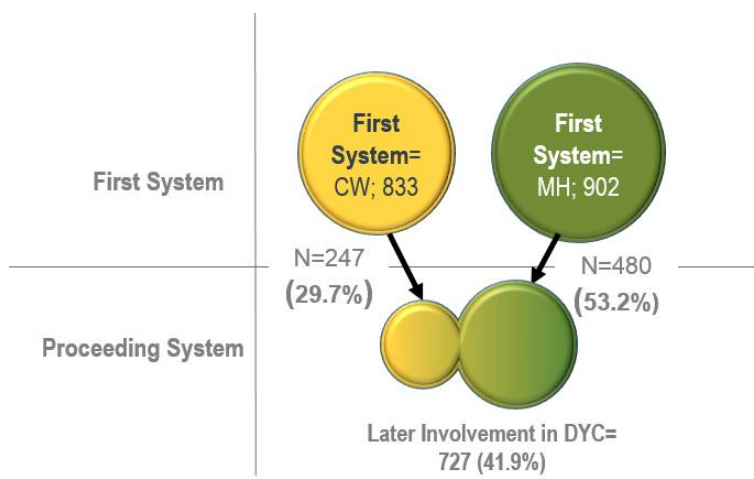 First
System=
CW; 833
First
System=
MH; 902
First System
N=247
(29.7%)
N=480
(53.2%)
Proceeding System
Later Involvement in DYC=
727 (41.9%)